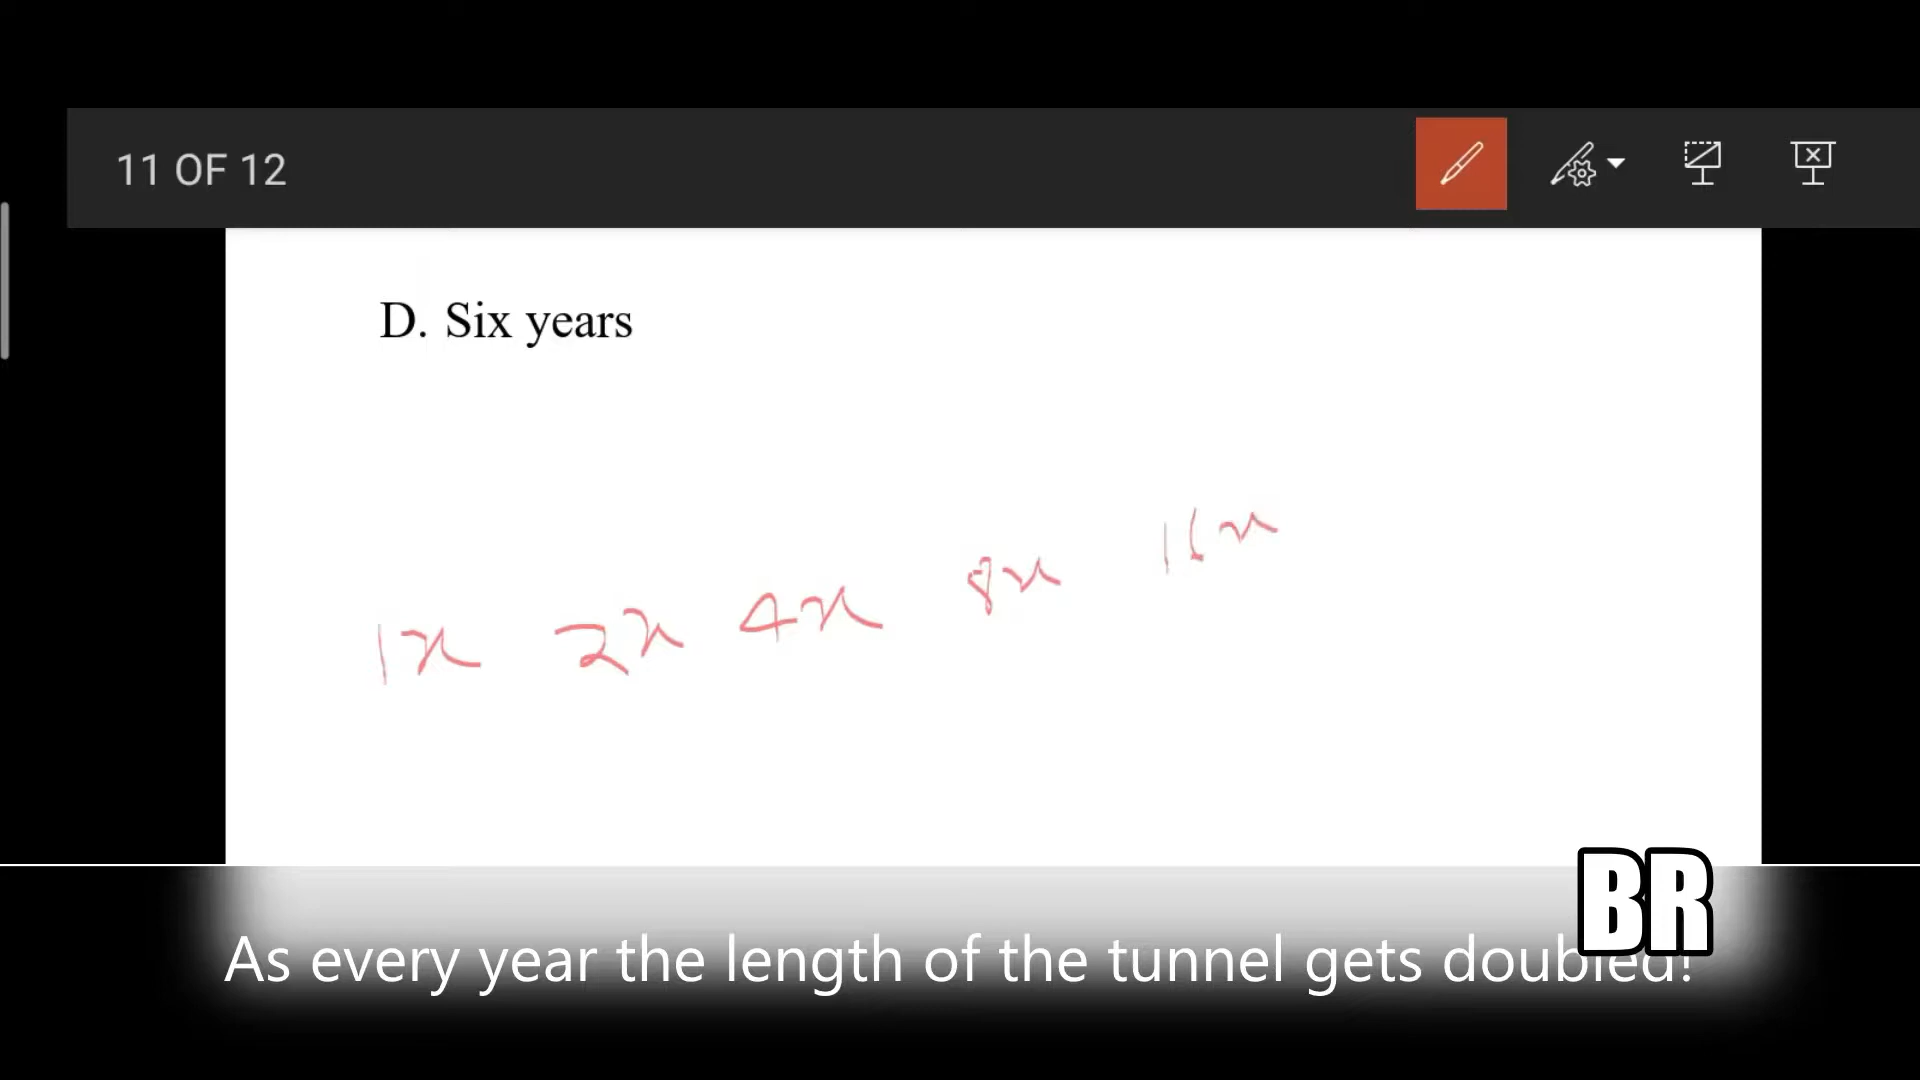 11 OF 12
D. Six years
1x 2x 4x 8x 16x
BR
As every year the length of the tunnel gets doubled!